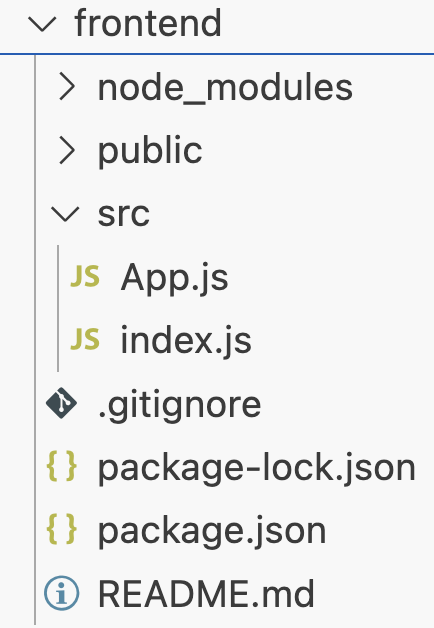 frontend
node_modules
public
src
JS App.js
JS index.js
.gitignore
{} package-lock.json
{} package.json
README.md